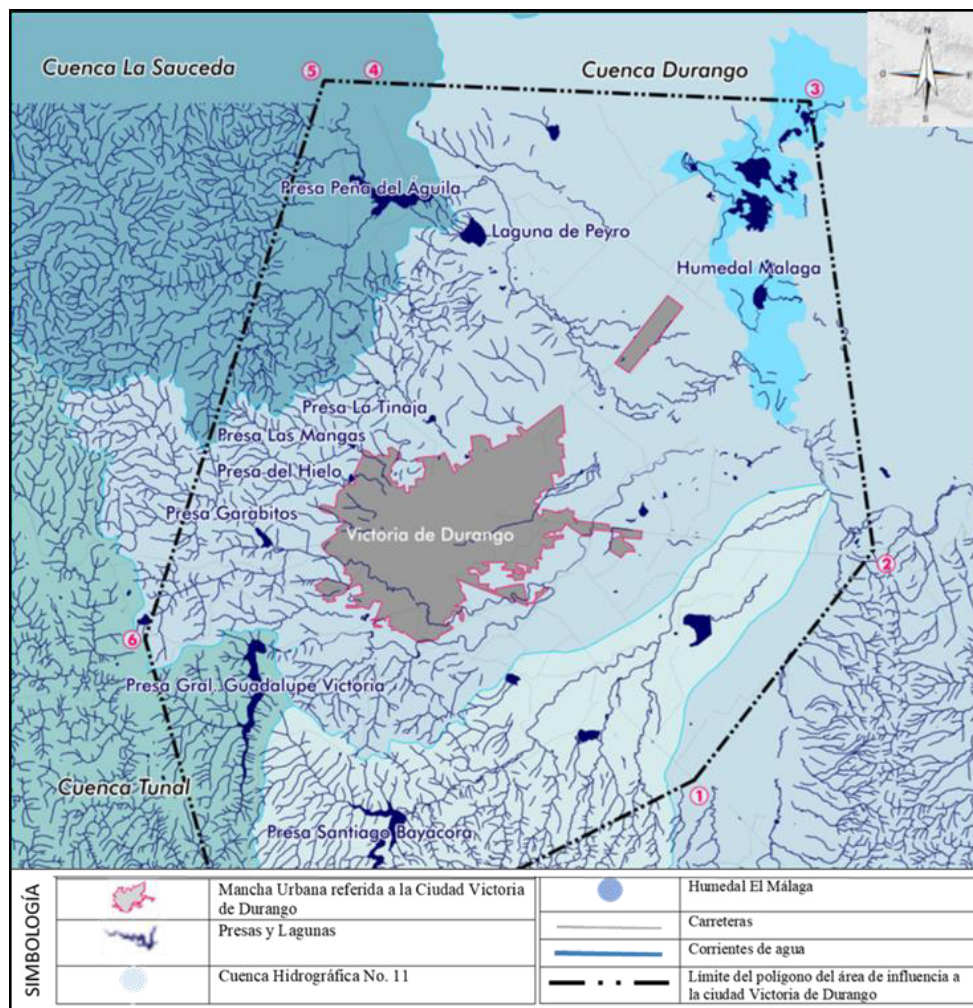 N
O
E
S
Cuenca La Sauceda
⑤
④
Cuenca Durango
③
Presa Peña del Águila
Laguna de Peyro
Humedal Malaga
Presa La Tinaja
Presa Las Mangas
Presa del Hielo
Presa Garabitos
Victoria de Durango
②
⑥
Presa Gral. Guadalupe Victoria
Cuenca Tunal
①
Presa Santiago Bayacora
SIMBOLOGÍA
Mancha Urbana referida a la Ciudad Victoria
de Durango
Presas y Lagunas
Cuenca Hidrográfica No. 11
Humedal El Málaga
Carreteras
Corrientes de agua
Límite del polígono del área de influencia a
la ciudad Victoria de Durango